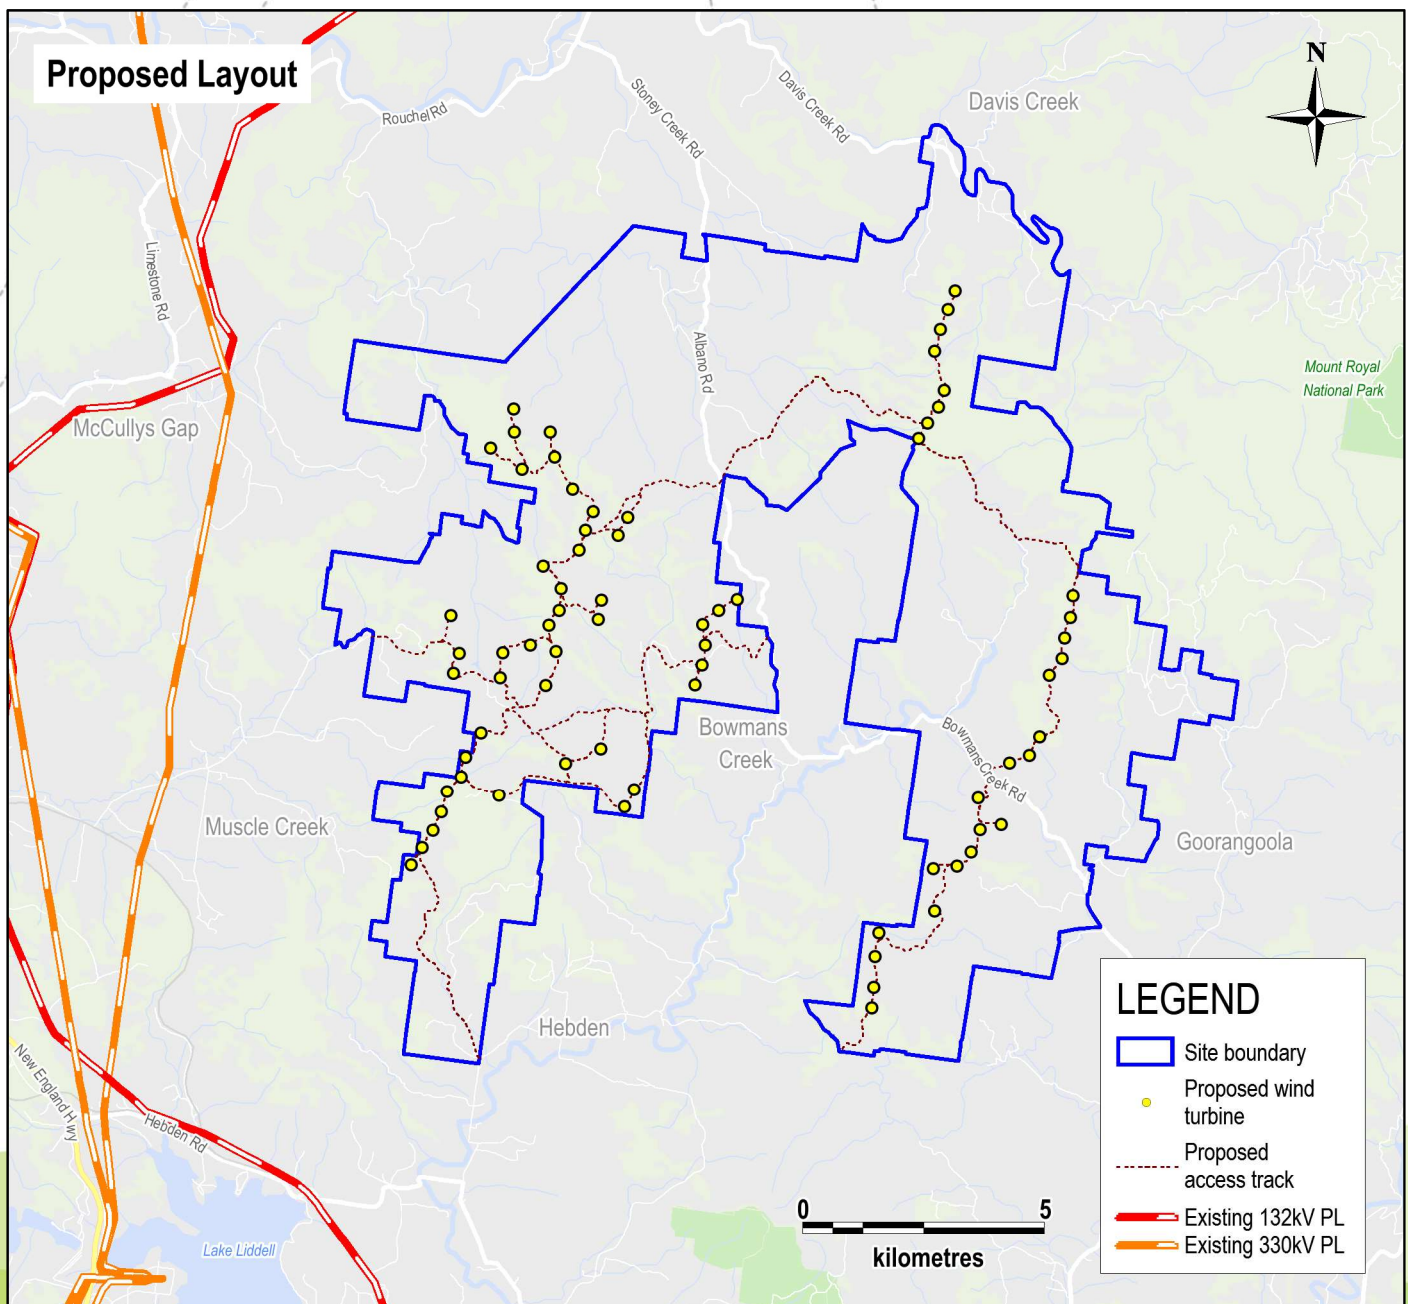 Proposed Layout
N
Davis Creek
Davis Creek Rd
Stoney Creek Rd
Rouchel Rd
Limestone Rd
Albano Rd
Mount Royal
National Park
McCullys Gap
Bowmans
Creek
Bowmans Creek Rd
Muscle Creek
Goorangoola
Hebden
New England Hwy
Hebden Rd
Lake Liddell
0 5
kilometres
LEGEND
Site boundary
Proposed wind
turbine
Proposed
access track
Existing 132kV PL
Existing 330kV PL